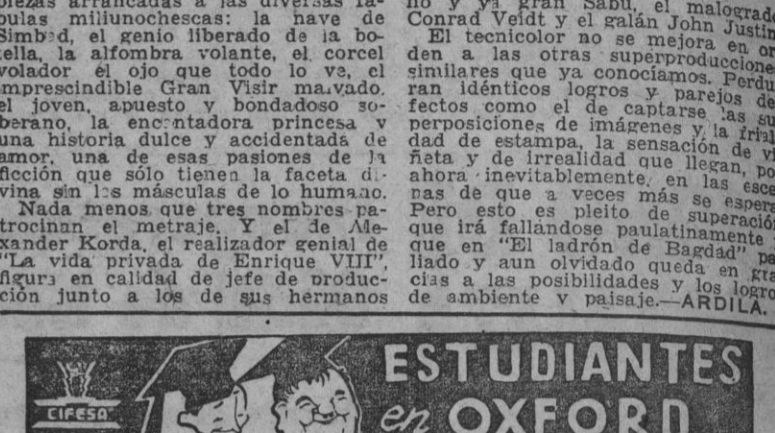 piezas arrancadas a las diversas fá-
bulas miliunochescas: la nave de
Simbad, el genio liberado de la bo-
tella, la alfombra volante, el corcel
volador el ojo que todo lo ve, el
imprescindible Gran Visir malvado,
el joven, apuesto y bondadoso so-
berano, la encantadora princesa y
una historia dulce y accidentada de
amor, una de esas pasiones de la
ficción que sólo tienen la faceta di-
vina sin las másculas de lo humano.
Nada menos que tres nombres pa-
trocinan el metraje. Y el de Ale-
xander Korda, el realizador genial de
"La vida privada de Enrique VIII",
figura en calidad de jefe de produc-
ción junto a los de sus hermanos
no y ya gran Sabú, el malogrado
Conrad Veidt y el galán John Justin.
El tecnicolor no se mejora en or-
den a las otras superproducciones
similares que ya conocíamos. Perdu-
ran idénticos logros y parejos de-
fectos como el de captarse las su-
perposiciones de imágenes y la frial-
dad de estampa, la sensación de vi-
ñeta y de irrealidad que llegan, por
ahora inevitablemente, en las esce-
nas de que a veces más se espera.
Pero esto es pleito de superación
que irá fallándose paulatinamente y
que en "El ladrón de Bagdad" pa-
liado y aun olvidado queda en gra-
cias a las posibilidades y los logros
de ambiente y paisaje.—ARDILA.
CIFESA
ESTUDIANTES
en OXFORD